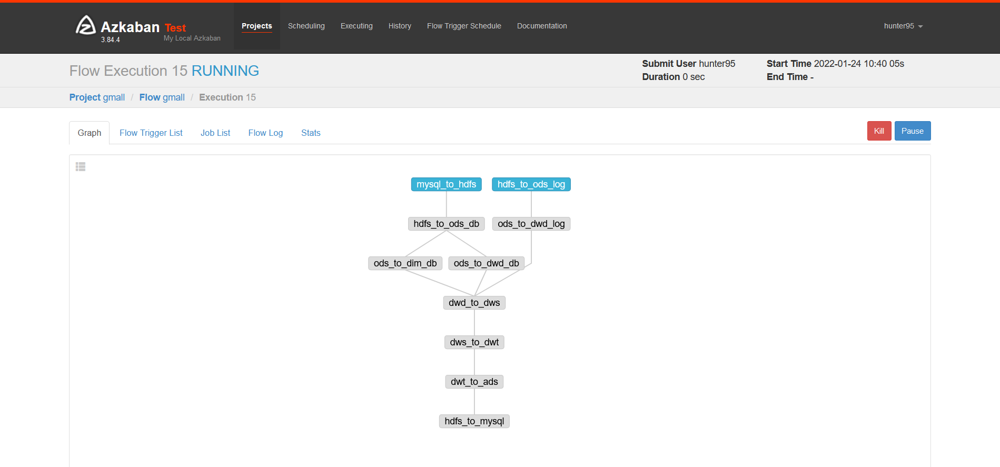 Azkaban Test
3.84.4 My Local Azkaban
Projects Scheduling Executing History Flow Trigger Schedule Documentation hunter95
Flow Execution 15 RUNNING
Submit User hunter95 Start Time 2022-01-24 10:40 05s
Duration 0 sec End Time -
Project gmall / Flow gmall / Execution 15
Graph Flow Trigger List Job List Flow Log Stats Kill Pause
mysql_to_hdfs hdfs_to_ods_log
hdfs_to_ods_db ods_to_dwd_log
ods_to_dim_db ods_to_dwd_db
dwd_to_dws
dws_to_dwt
dwt_to_ads
hdfs_to_mysql